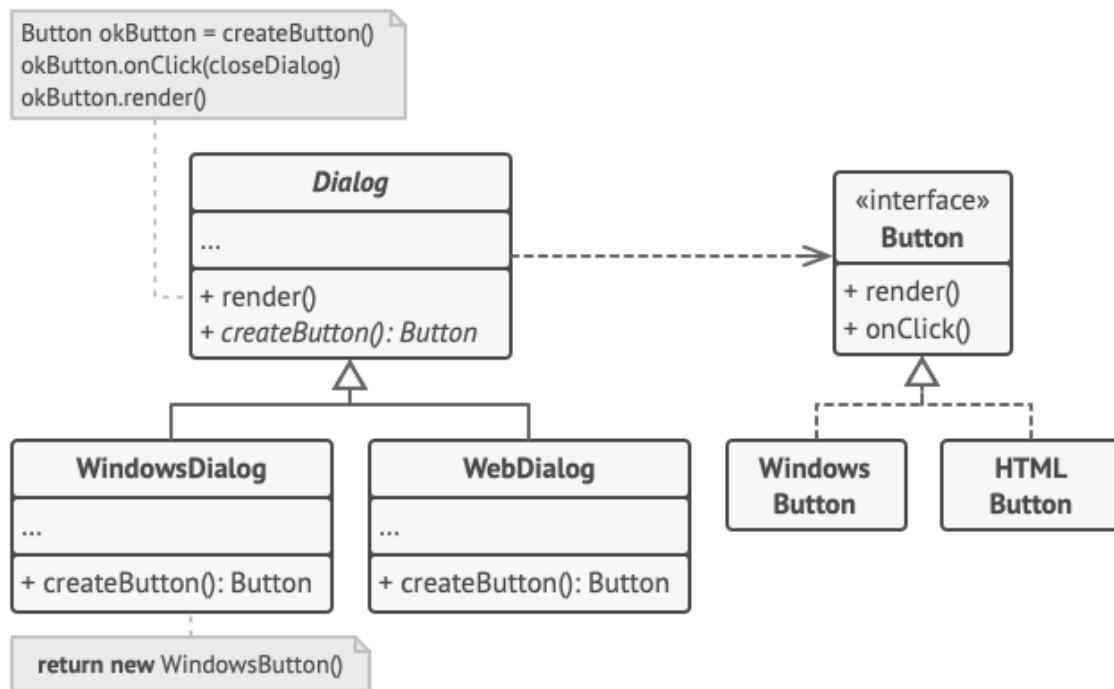 Button okButton = createButton()
okButton.onClick(closeDialog)
okButton.render()
Dialog
...
+ render()
+ createButton(): Button
«interface»
Button
+ render()
+ onClick()
WindowsDialog
...
+ createButton(): Button
WebDialog
...
+ createButton(): Button
Windows
Button
HTML
Button
return new WindowsButton()